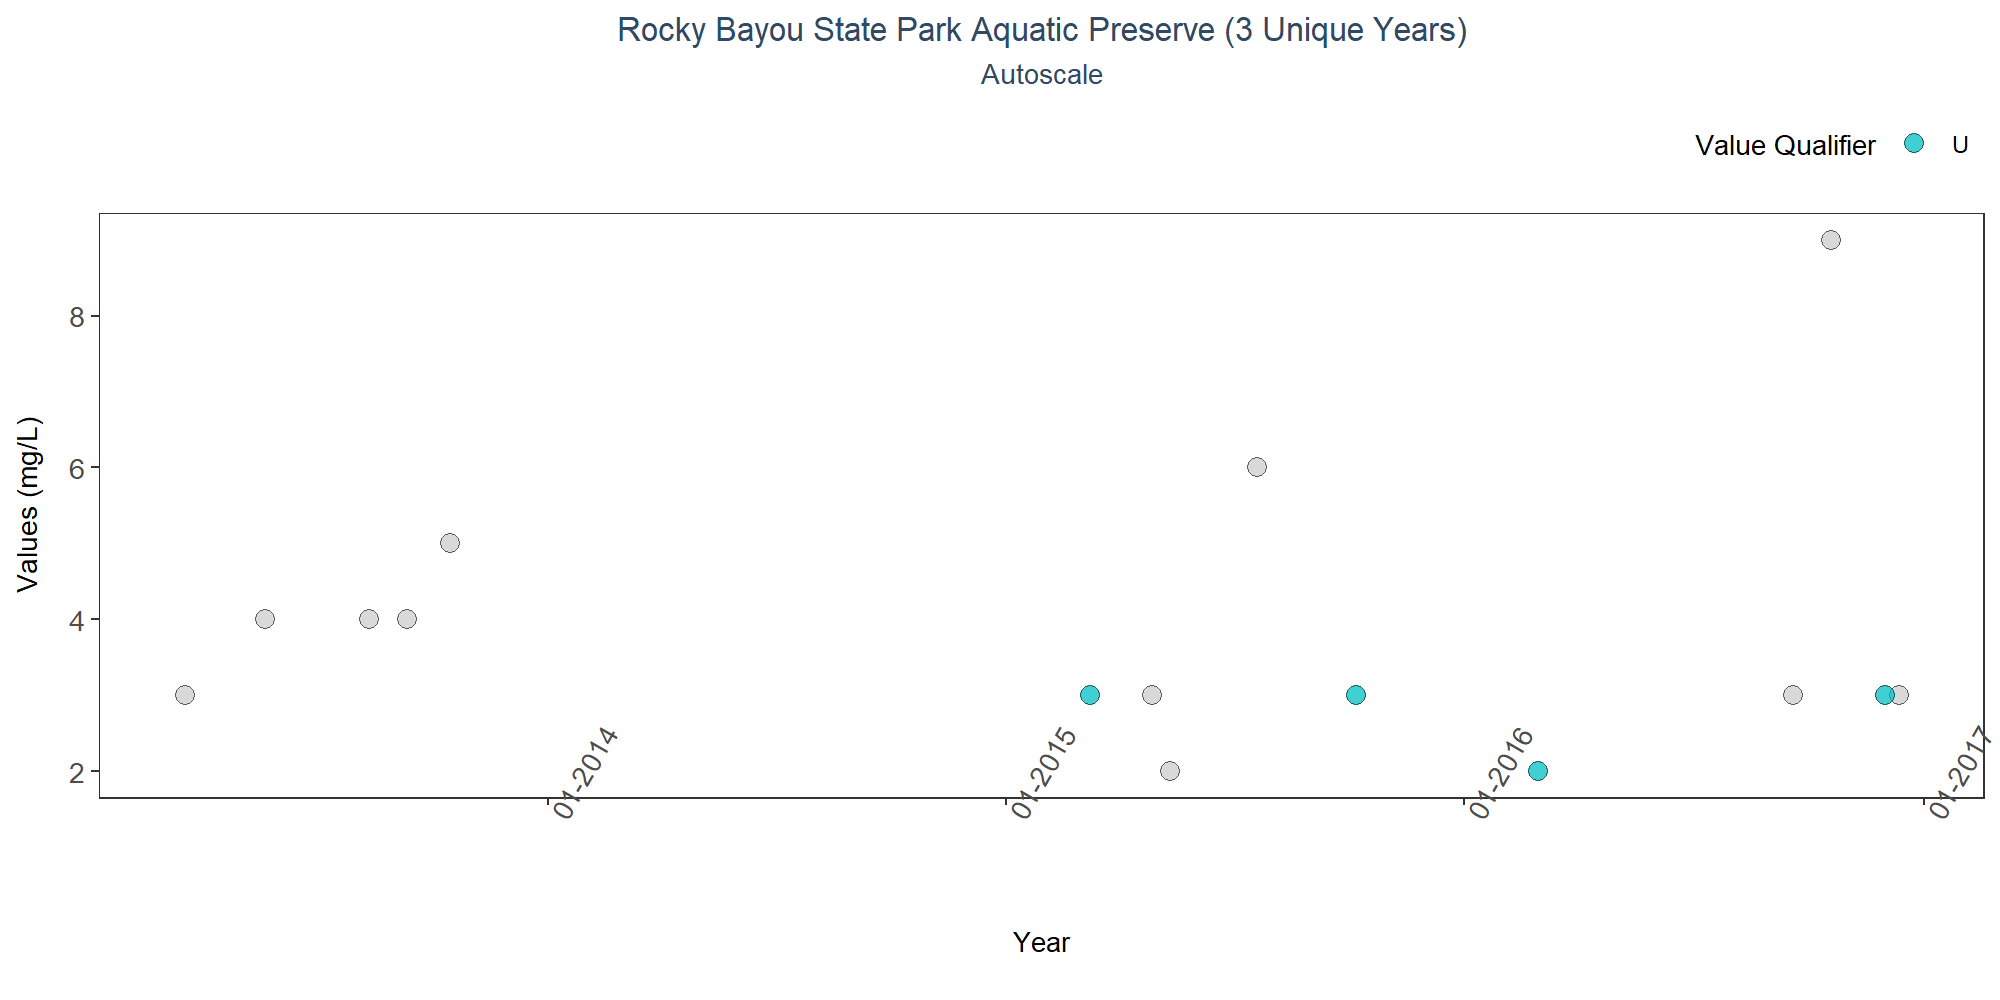 Rocky Bayou State Park Aquatic Preserve (3 Unique Years)
Autoscale
Value Qualifier U
Values (mg/L)
8
6
4
2
01-2014 01-2015 01-2016 01-2017
Year